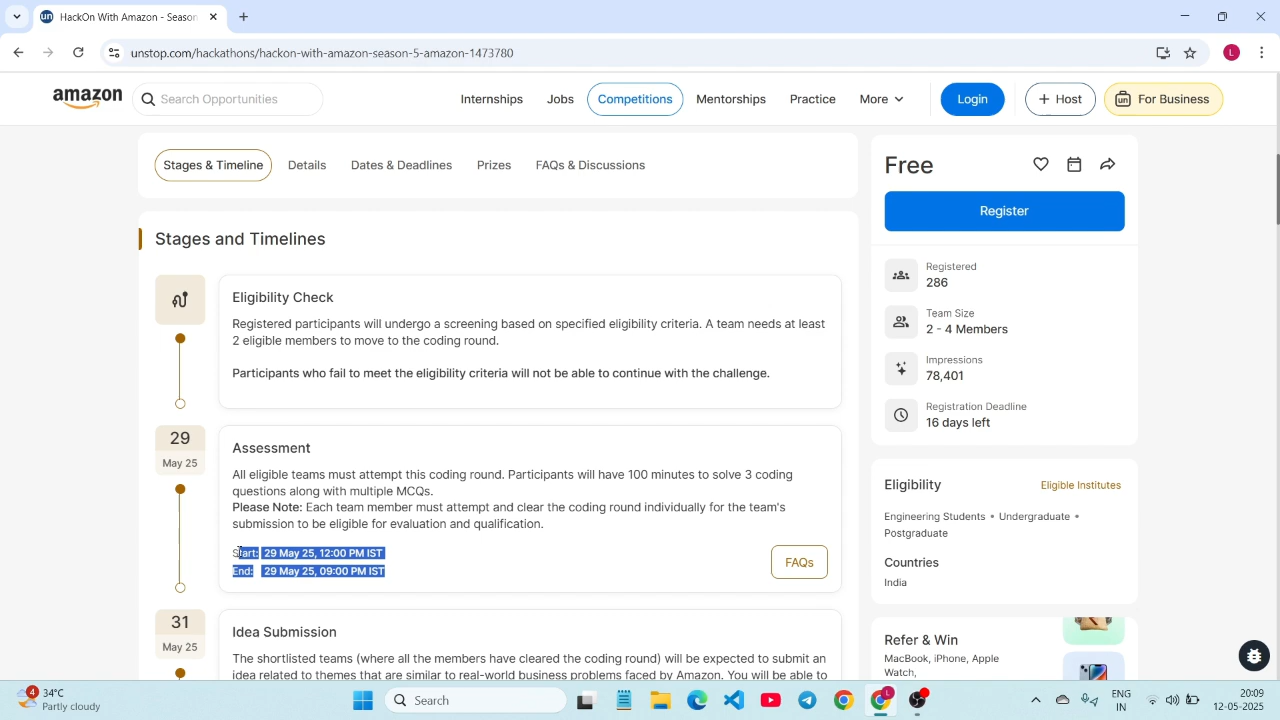 un
HackOn With Amazon - Season
unstop.com/hackathons/hackon-with-amazon-season-5-amazon-1473780
L
amazon
Search Opportunities
Internships
Jobs
Competitions
Mentorships
Practice
More
Login
+ Host
un
For Business
Stages & Timeline
Details
Dates & Deadlines
Prizes
FAQs & Discussions
Stages and Timelines
Eligibility Check
Registered participants will undergo a screening based on specified eligibility criteria. A team needs at least
2 eligible members to move to the coding round.
Participants who fail to meet the eligibility criteria will not be able to continue with the challenge.
29
May 25
Assessment
All eligible teams must attempt this coding round. Participants will have 100 minutes to solve 3 coding
questions along with multiple MCQs.
Please Note: Each team member must attempt and clear the coding round individually for the team's
submission to be eligible for evaluation and qualification.
Start: 29 May 25, 12:00 PM IST
End: 29 May 25, 09:00 PM IST
FAQs
31
May 25
Idea Submission
The shortlisted teams (where all the members have cleared the coding round) will be expected to submit an
idea related to themes that are similar to real-world business problems faced by Amazon. You will be able to
Free
Register
Registered
286
Team Size
2 - 4 Members
Impressions
78,401
Registration Deadline
16 days left
Eligibility
Eligible Institutes
Engineering Students • Undergraduate •
Postgraduate
Countries
India
Refer & Win
MacBook, iPhone, Apple
Watch,
4
34°C
Partly cloudy
Search
L
ENG
IN
20:09
12-05-2025